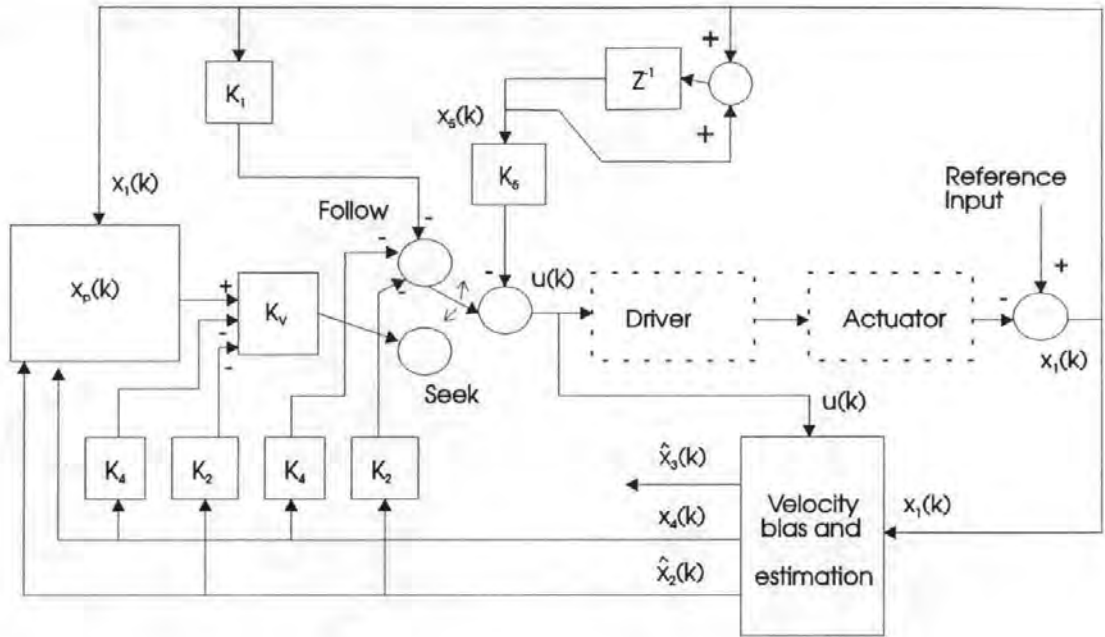 +
Z⁻¹
K₁
x₅(k)
+
K₅
x₁(k)
Follow
-
-
-
-
Reference
Input
+
xₚ(k)
+
-
-
Kᵥ
u(k)
Driver
Actuator
-
x₁(k)
Seek
u(k)
K₄
K₂
K₄
K₂
x̂₃(k)
x₄(k)
x̂₂(k)
Velocity
bias and
estimation
x₁(k)